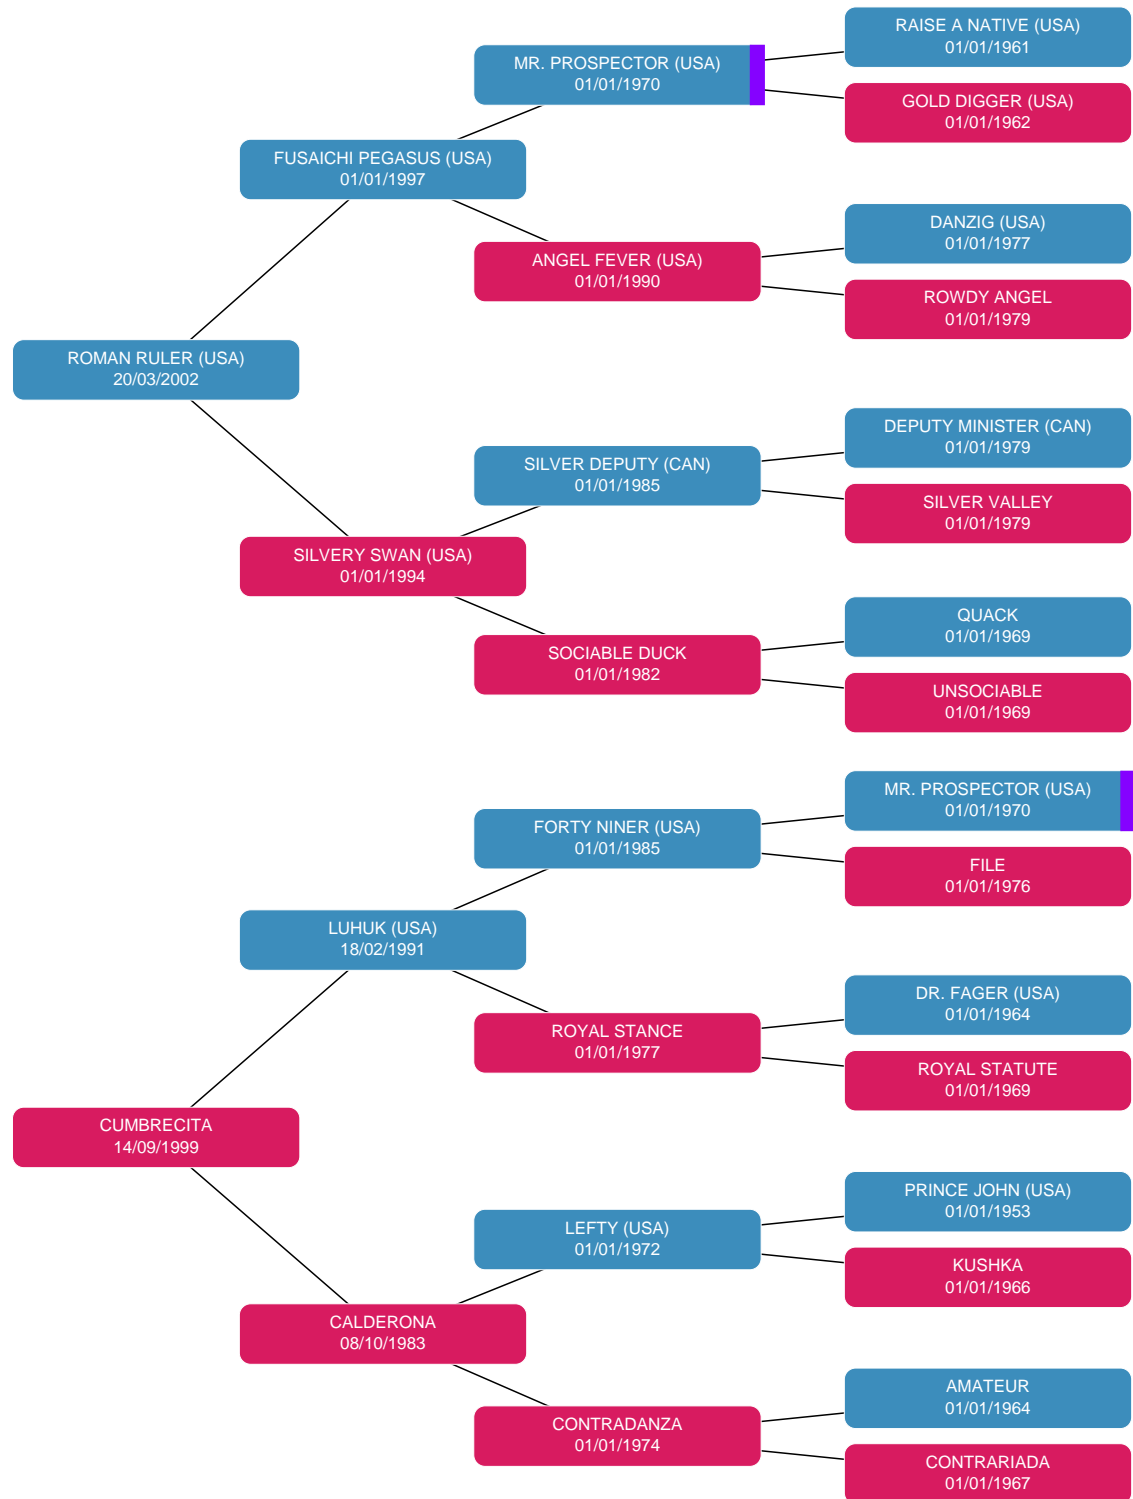 RAISE A NATIVE (USA)
01/01/1961
MR. PROSPECTOR (USA)
01/01/1970
GOLD DIGGER (USA)
01/01/1962
FUSAICHI PEGASUS (USA)
01/01/1997
DANZIG (USA)
01/01/1977
ANGEL FEVER (USA)
01/01/1990
ROWDY ANGEL
01/01/1979
ROMAN RULER (USA)
20/03/2002
DEPUTY MINISTER (CAN)
01/01/1979
SILVER DEPUTY (CAN)
01/01/1985
SILVER VALLEY
01/01/1979
SILVERY SWAN (USA)
01/01/1994
QUACK
01/01/1969
SOCIABLE DUCK
01/01/1982
UNSOCIABLE
01/01/1969
MR. PROSPECTOR (USA)
01/01/1970
FORTY NINER (USA)
01/01/1985
FILE
01/01/1976
LUHUK (USA)
18/02/1991
DR. FAGER (USA)
01/01/1964
ROYAL STANCE
01/01/1977
ROYAL STATUTE
01/01/1969
CUMBRECITA
14/09/1999
PRINCE JOHN (USA)
01/01/1953
LEFTY (USA)
01/01/1972
KUSHKA
01/01/1966
CALDERONA
08/10/1983
AMATEUR
01/01/1964
CONTRADANZA
01/01/1974
CONTRARIADA
01/01/1967